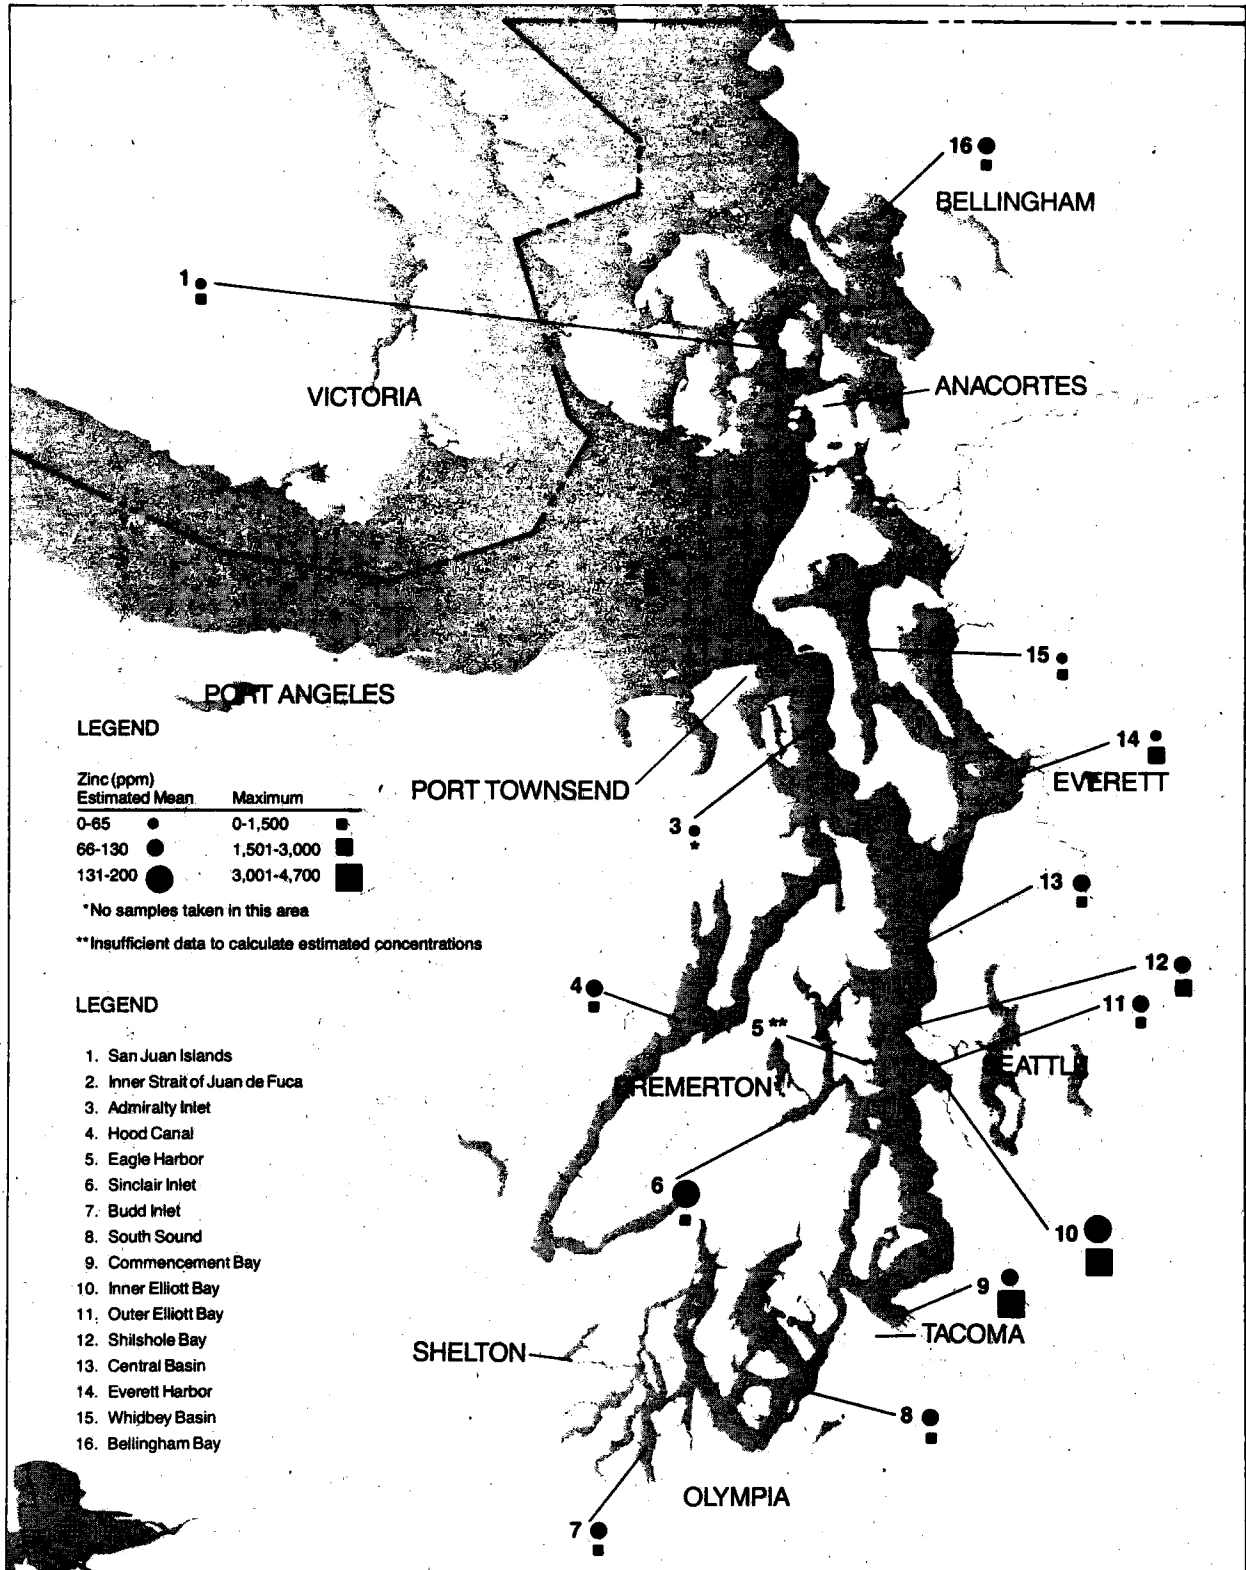 16
BELLINGHAM
1
VICTORIA
ANACORTES
15
PORT ANGELES
14
EVERETT
PORT TOWNSEND
3
*
LEGEND
Zinc (ppm)
Estimated Mean Maximum
0-65 0-1,500
66-130 1,501-3,000
131-200 3,001-4,700
*No samples taken in this area
**Insufficient data to calculate estimated concentrations
13
12
4
11
5 **
SEATTLE
BREMERTON
LEGEND
1. San Juan Islands
2. Inner Strait of Juan de Fuca
3. Admiralty Inlet
4. Hood Canal
5. Eagle Harbor
6. Sinclair Inlet
7. Budd Inlet
8. South Sound
9. Commencement Bay
10. Inner Elliott Bay
11. Outer Elliott Bay
12. Shilshole Bay
13. Central Basin
14. Everett Harbor
15. Whidbey Basin
16. Bellingham Bay
6
10
9
TACOMA
SHELTON
8
OLYMPIA
7